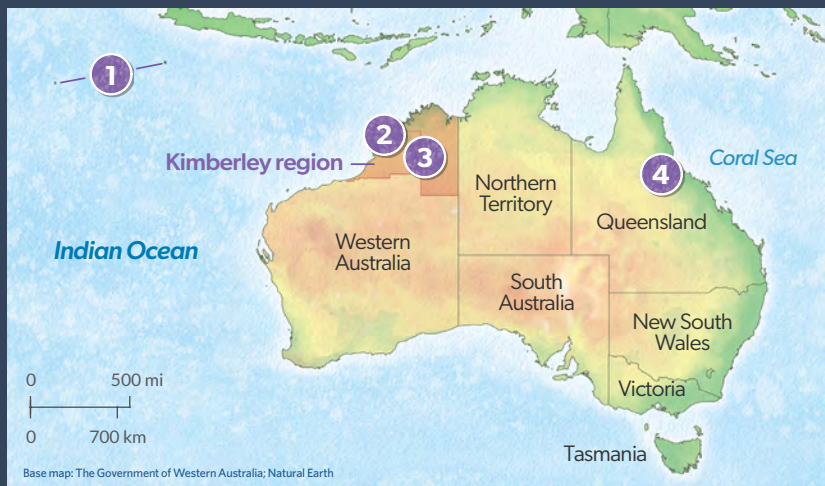 1
2
3
Kimberley region
4
Coral Sea
Northern
Territory
Queensland
Indian Ocean
Western
Australia
South
Australia
New South
Wales
0
500 mi
Victoria
0
700 km
Tasmania
Base map: The Government of Western Australia; Natural Earth